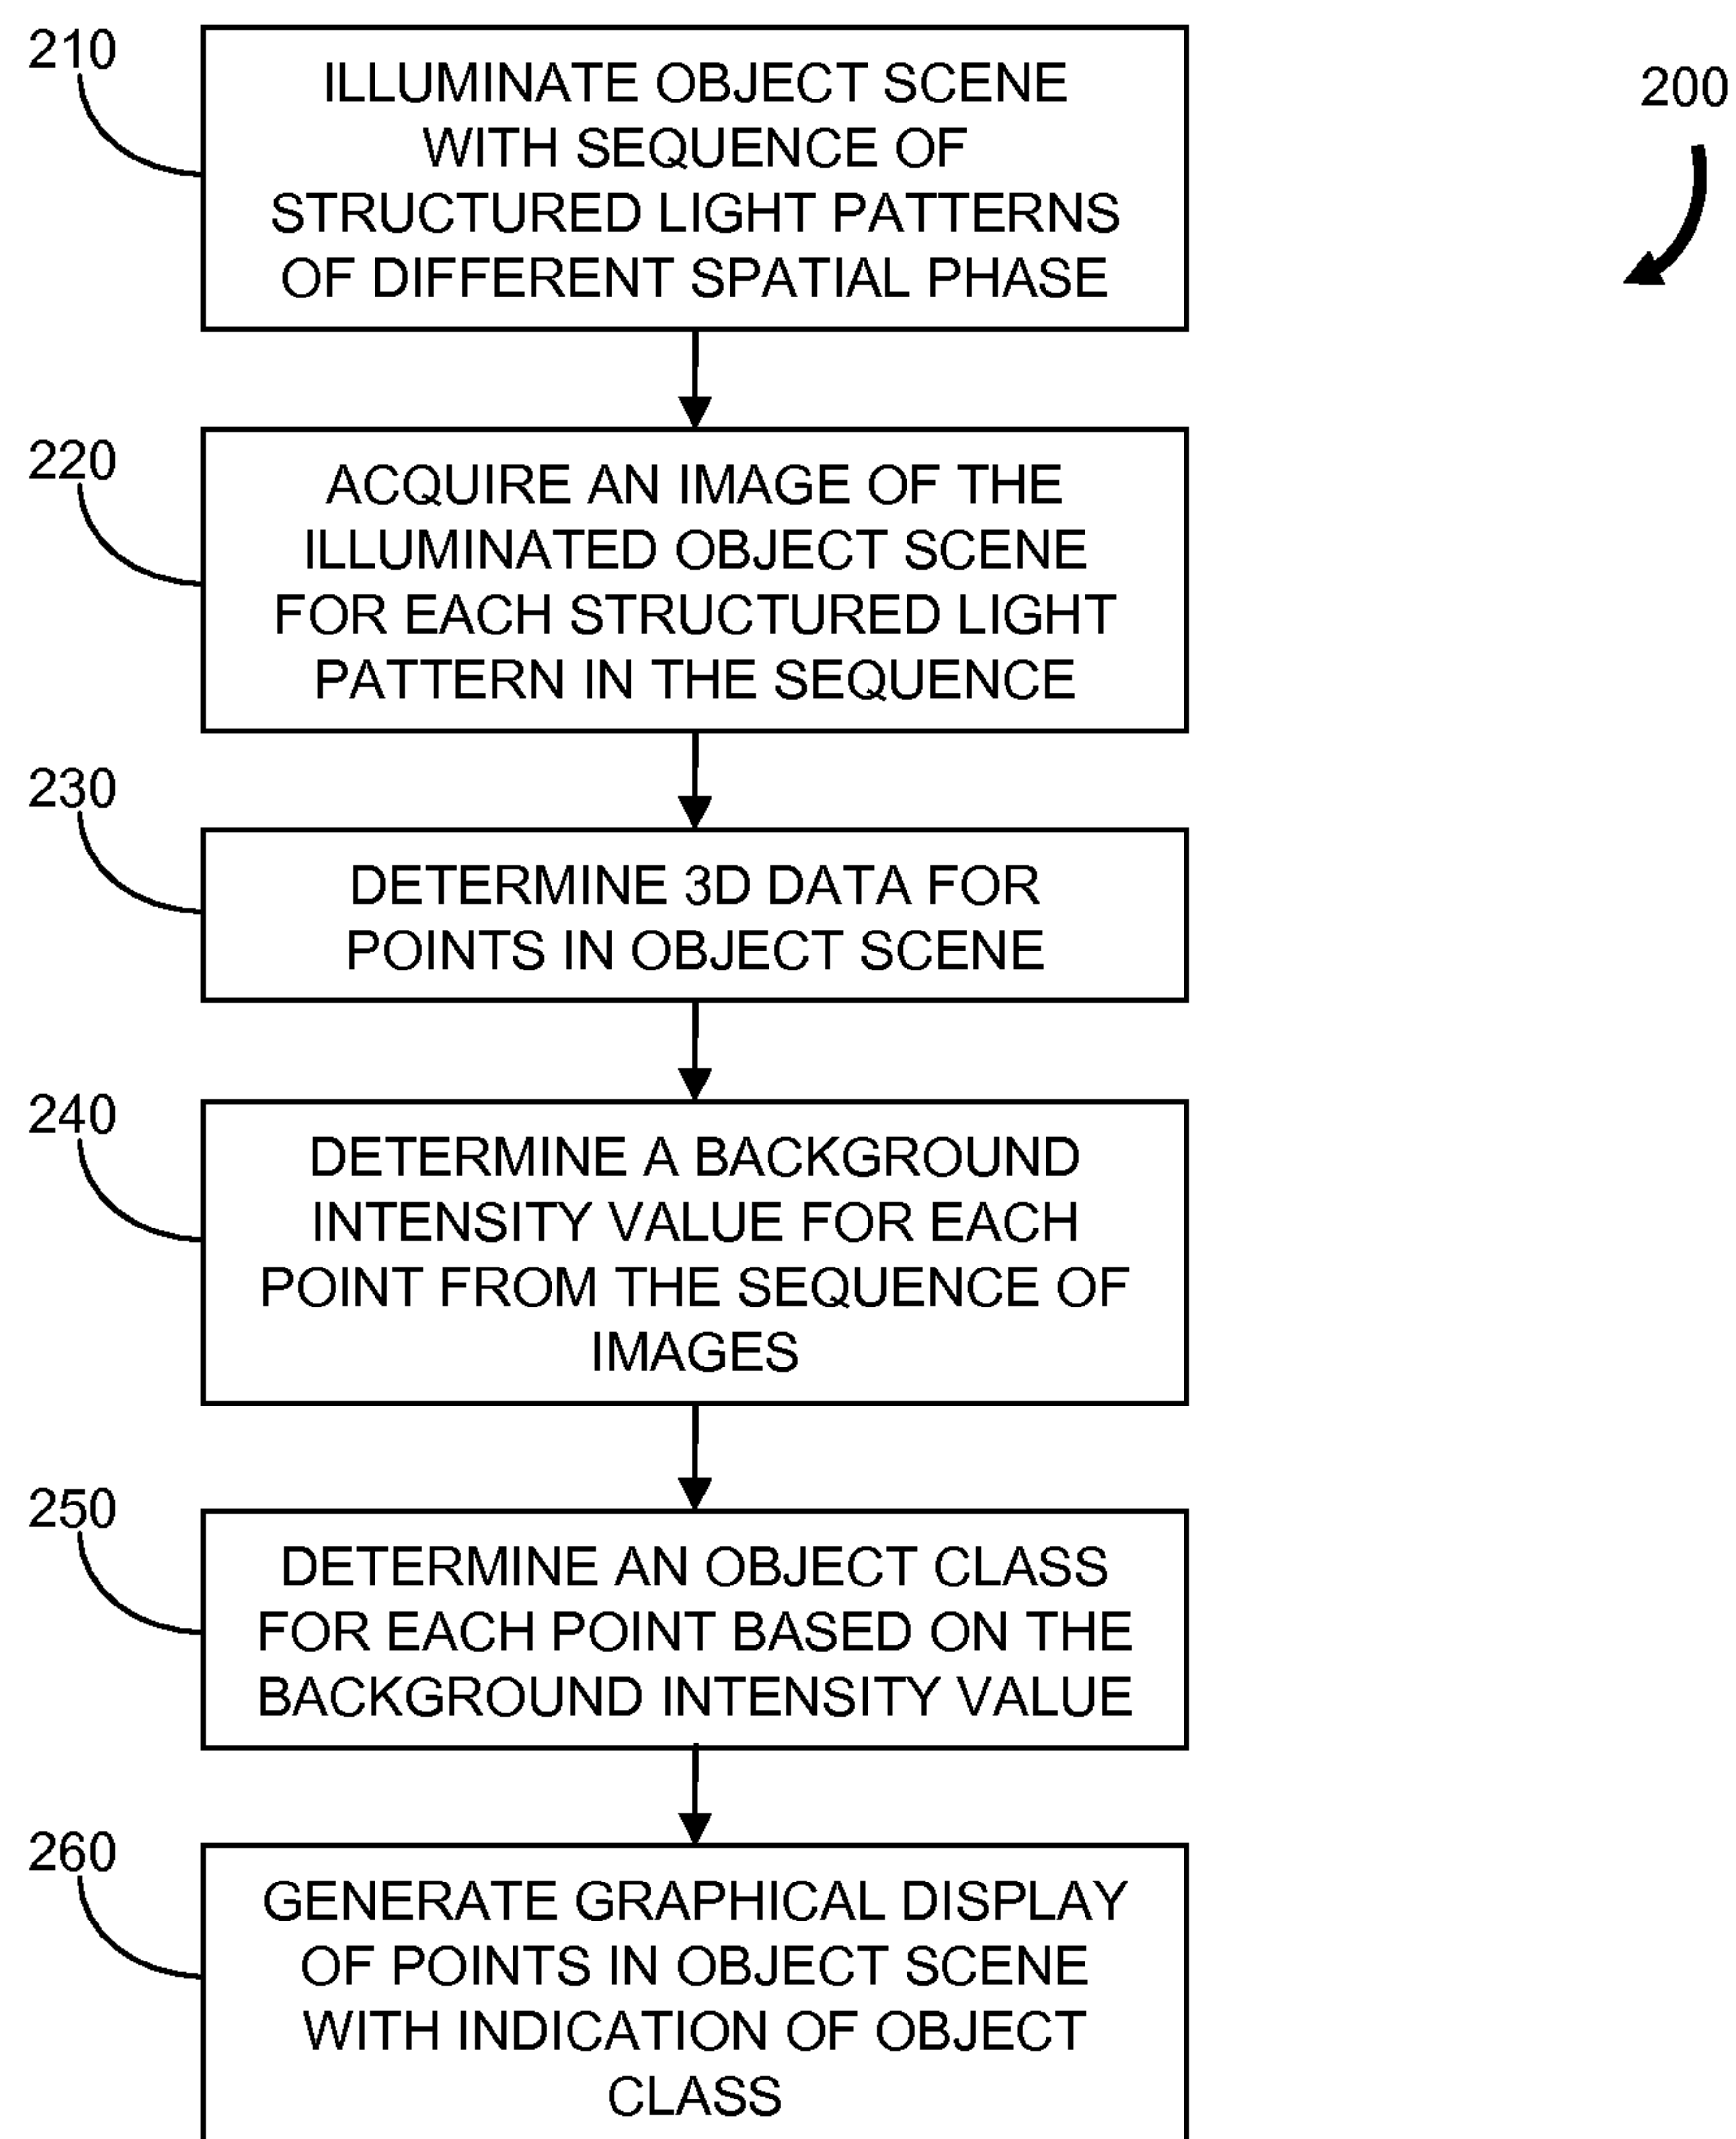 210
ILLUMINATE OBJECT SCENE
WITH SEQUENCE OF
STRUCTURED LIGHT PATTERNS
OF DIFFERENT SPATIAL PHASE
200
220
ACQUIRE AN IMAGE OF THE
ILLUMINATED OBJECT SCENE
FOR EACH STRUCTURED LIGHT
PATTERN IN THE SEQUENCE
230
DETERMINE 3D DATA FOR
POINTS IN OBJECT SCENE
240
DETERMINE A BACKGROUND
INTENSITY VALUE FOR EACH
POINT FROM THE SEQUENCE OF
IMAGES
250
DETERMINE AN OBJECT CLASS
FOR EACH POINT BASED ON THE
BACKGROUND INTENSITY VALUE
260
GENERATE GRAPHICAL DISPLAY
OF POINTS IN OBJECT SCENE
WITH INDICATION OF OBJECT
CLASS